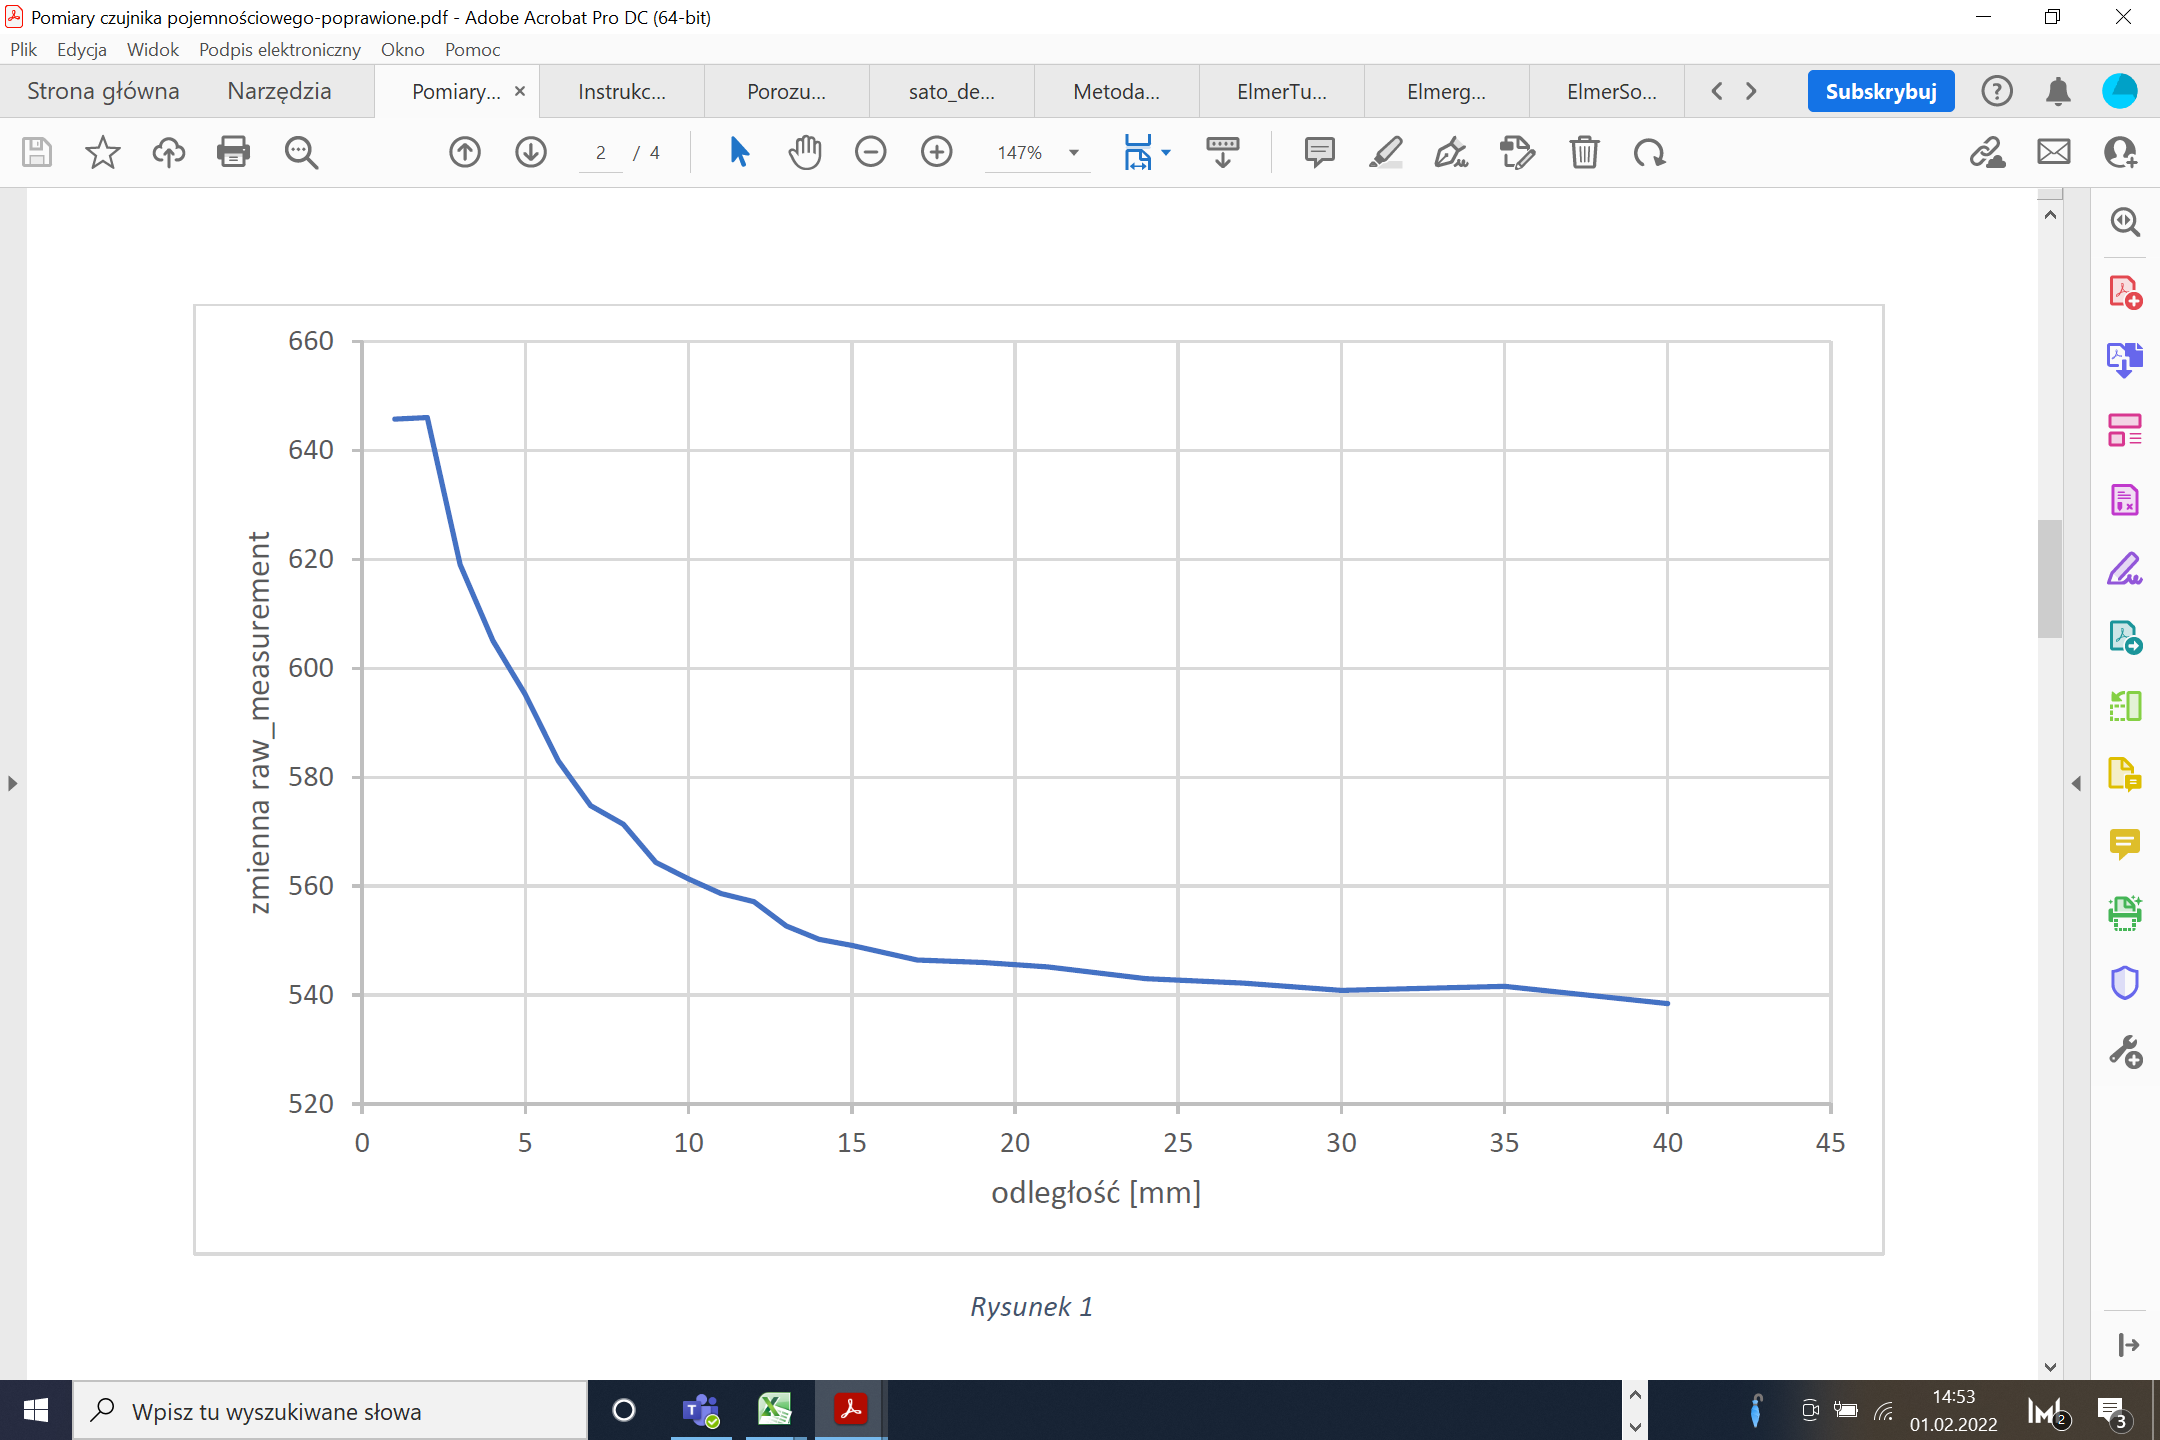 Pomiary czujnika pojemnościowego-poprawione.pdf - Adobe Acrobat Pro DC (64-bit)
Plik Edycja Widok Podpis elektroniczny Okno Pomoc
Strona główna Narzędzia Pomiary... × Instrukc... Porozu... sato_de... Metoda... ElmerTu... Elmerg... ElmerSo... Subskrybuj
2 / 4 147%
660
640
620
600
580
560
540
520
zmienna raw_measurement
0 5 10 15 20 25 30 35 40 45
odległość [mm]
Rysunek 1
Wpisz tu wyszukiwane słowa
14:53
01.02.2022
2
3